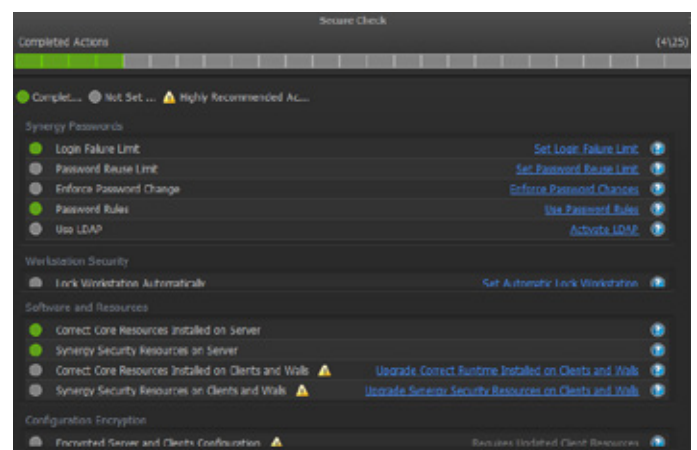 Secure Check
Completed Actions (4\25)
Complet... Not Set ... Highly Recommended Ac...
Synergy Passwords
Login Failure Limit Set Login Failure Limit
Password Reuse Limit Set Password Reuse Limit
Enforce Password Change Enforce Password Changes
Password Rules Use Password Rules
Use LDAP Activate LDAP
Workstation Security
Lock Workstation Automatically Set Automatic Lock Workstation
Software and Resources
Correct Core Resources Installed on Server
Synergy Security Resources on Server
Correct Core Resources Installed on Clients and Walls Upgrade Correct Runtime Installed on Clients and Walls
Synergy Security Resources on Clients and Walls Upgrade Synergy Security Resources on Clients and Walls
Configuration Encryption
Encrypted Server and Clients Configuration Requires Updated Client Resources